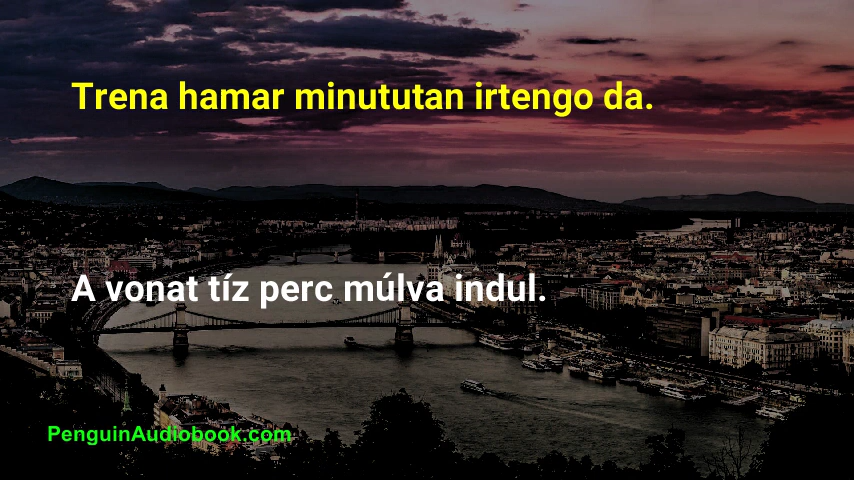 Trena hamar minututan irtengo da.
A vonat tíz perc múlva indul.
PenguinAudiobook.com